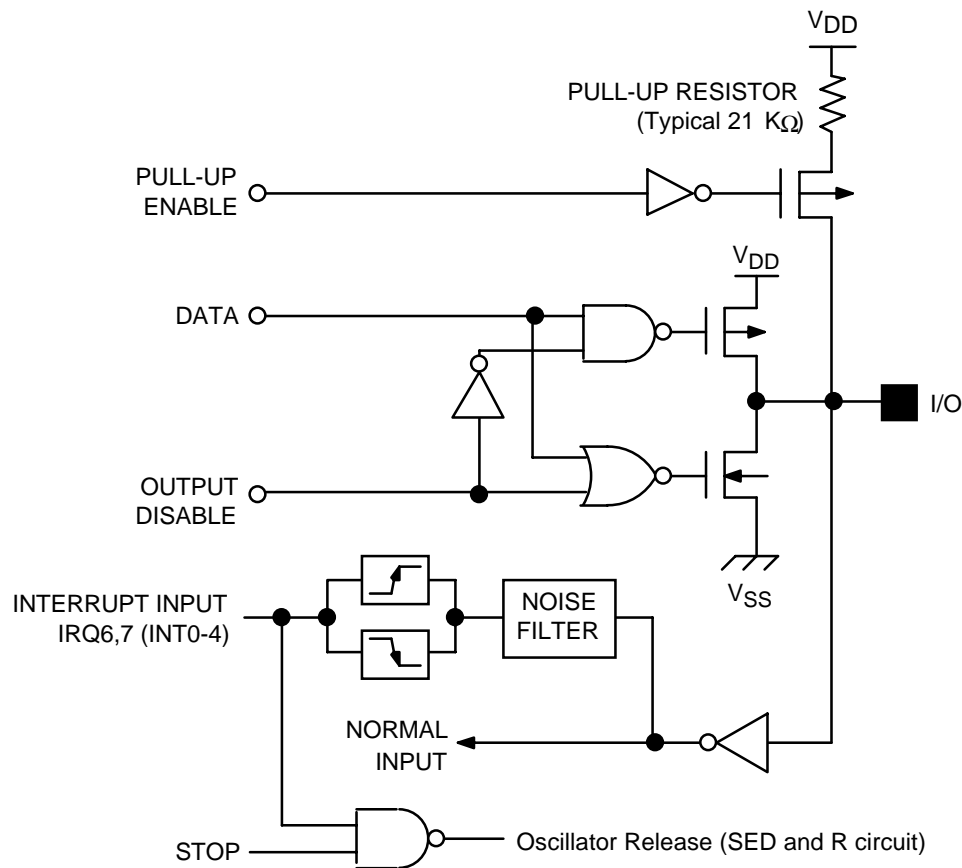 VDD
PULL-UP RESISTOR
(Typical 21 KΩ)
PULL-UP
ENABLE
VDD
DATA
I/O
OUTPUT
DISABLE
VSS
INTERRUPT INPUT
IRQ6,7 (INT0-4)
NOISE
FILTER
NORMAL
INPUT
STOP
Oscillator Release (SED and R circuit)